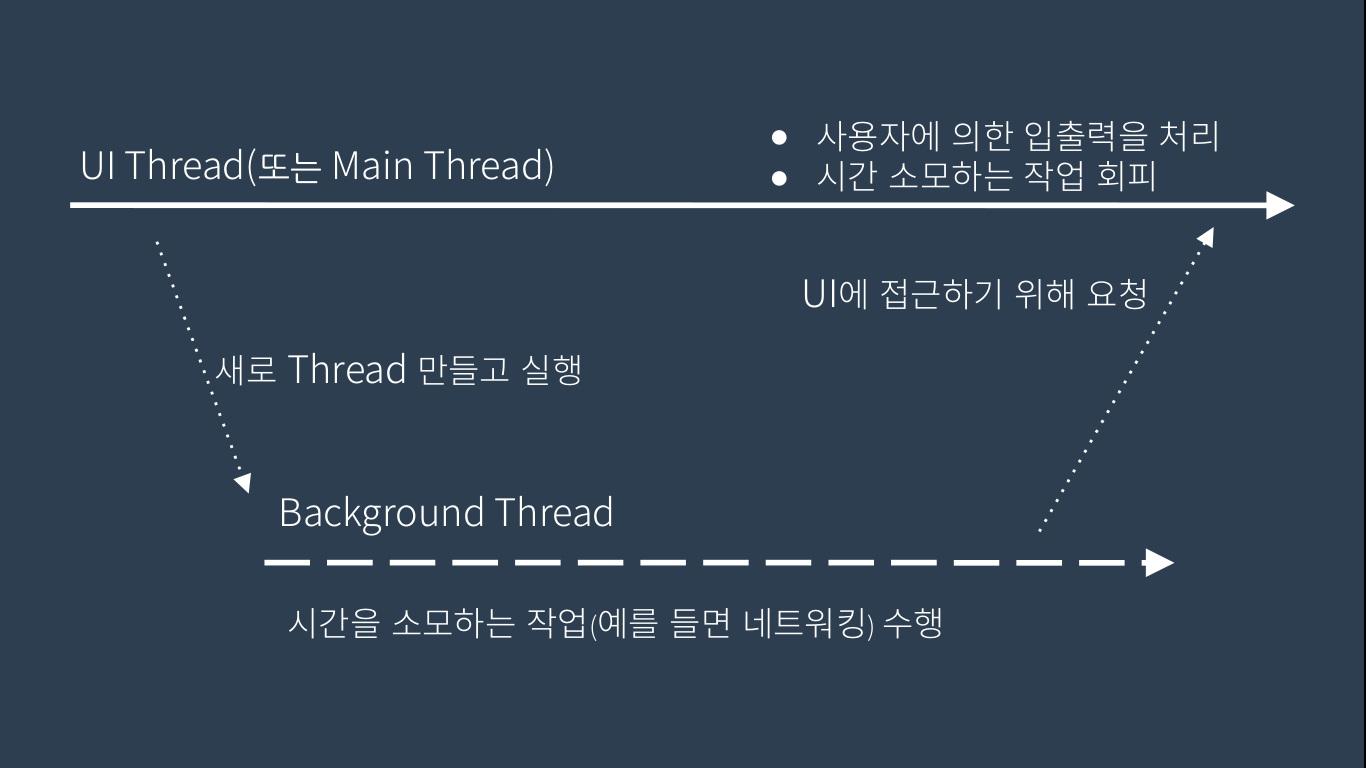 UI Thread(또는 Main Thread)
● 사용자에 의한 입출력을 처리
● 시간 소모하는 작업 회피
UI에 접근하기 위해 요청
새로 Thread 만들고 실행
Background Thread
시간을 소모하는 작업(예를 들면 네트워킹) 수행